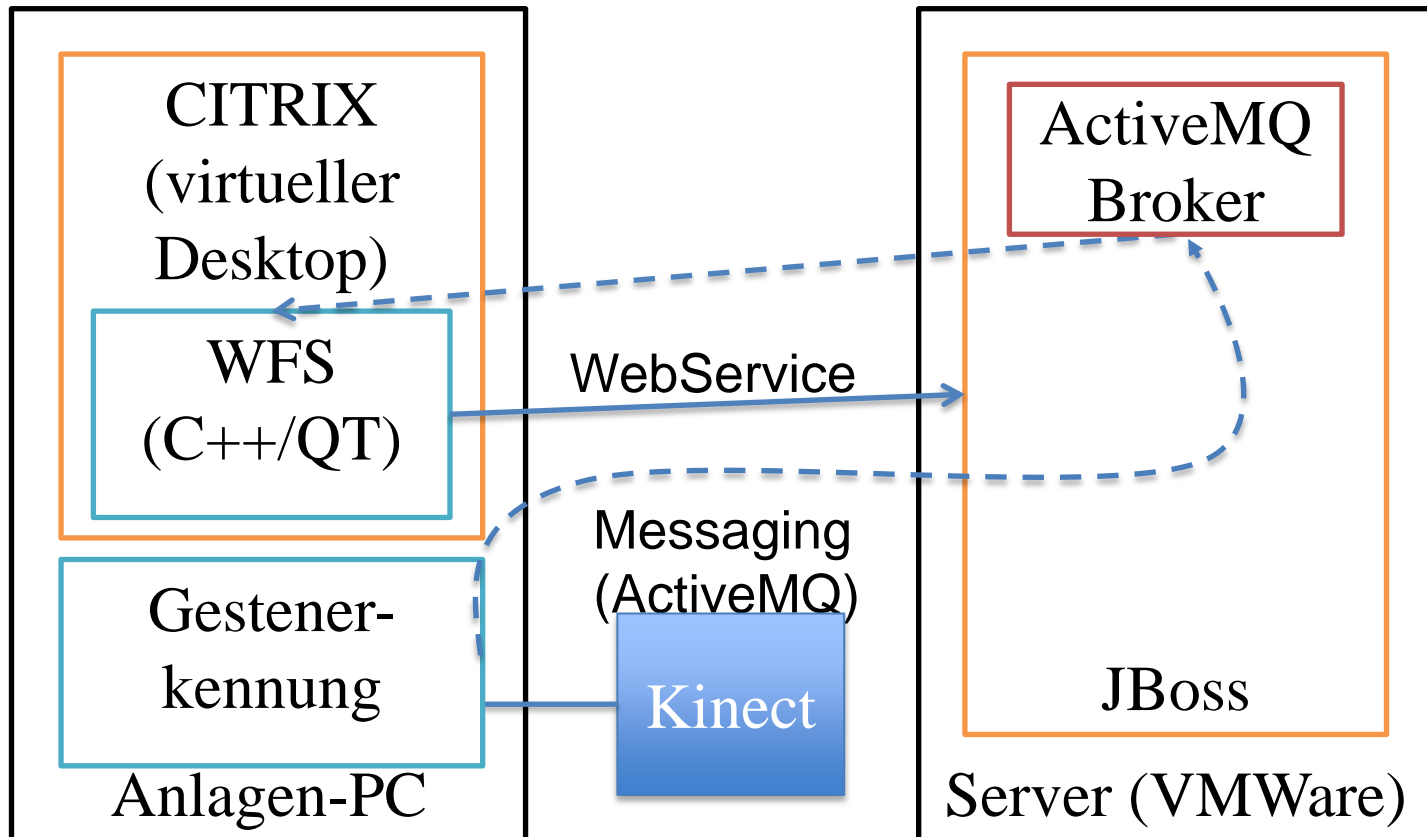 CITRIX
(virtueller
Desktop)
WFS
(C++/QT)
Gestener-
kennung
Anlagen-PC
WebService
Messaging
(ActiveMQ)
Kinect
ActiveMQ
Broker
JBoss
Server (VMWare)